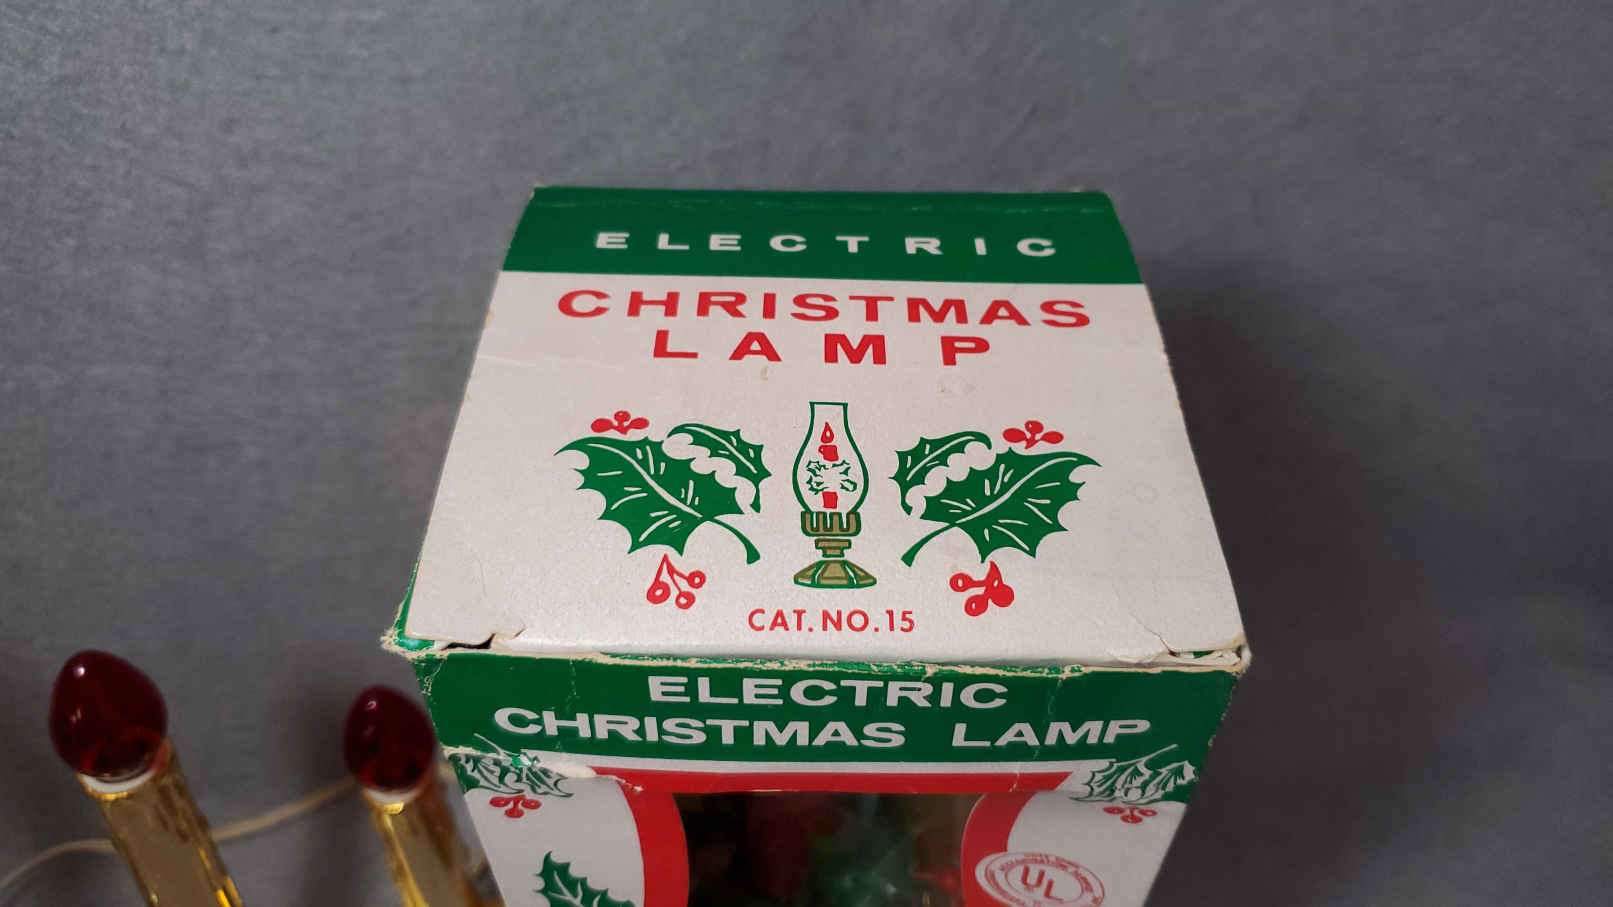 ELECTRIC
CHRISTMAS
LAMP
CAT. NO. 15
ELECTRIC
CHRISTMAS LAMP
UL